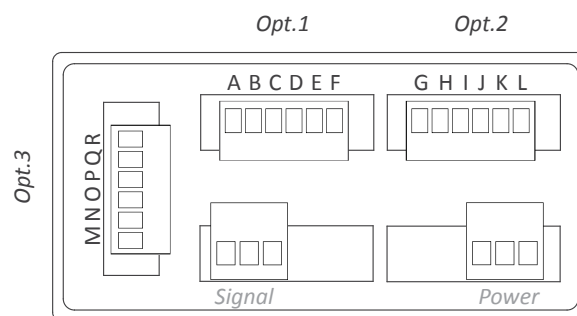 Opt.1
Opt.2
A B C D E F
G H I J K L
Opt.3
M N O P Q R
Signal
Power